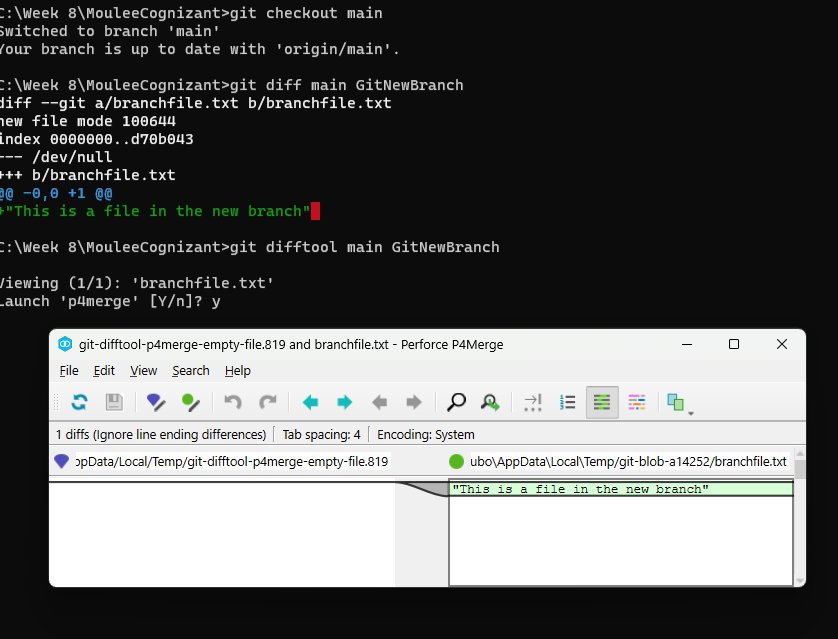 C:\Week 8\MouleeCognizant>git checkout main
Switched to branch 'main'
Your branch is up to date with 'origin/main'.
C:\Week 8\MouleeCognizant>git diff main GitNewBranch
diff --git a/branchfile.txt b/branchfile.txt
new file mode 100644
index 0000000..d70b043
--- /dev/null
+++ b/branchfile.txt
@@ -0,0 +1 @@
+"This is a file in the new branch"
C:\Week 8\MouleeCognizant>git difftool main GitNewBranch
Viewing (1/1): 'branchfile.txt'
Launch 'p4merge' [Y/n]? y
git-difftool-p4merge-empty-file.819 and branchfile.txt - Perforce P4Merge
File Edit View Search Help
1 diffs (Ignore line ending differences) Tab spacing: 4 Encoding: System
ppData/Local/Temp/git-difftool-p4merge-empty-file.819 ubo\AppData\Local\Temp/git-blob-a14252/branchfile.txt
"This is a file in the new branch"